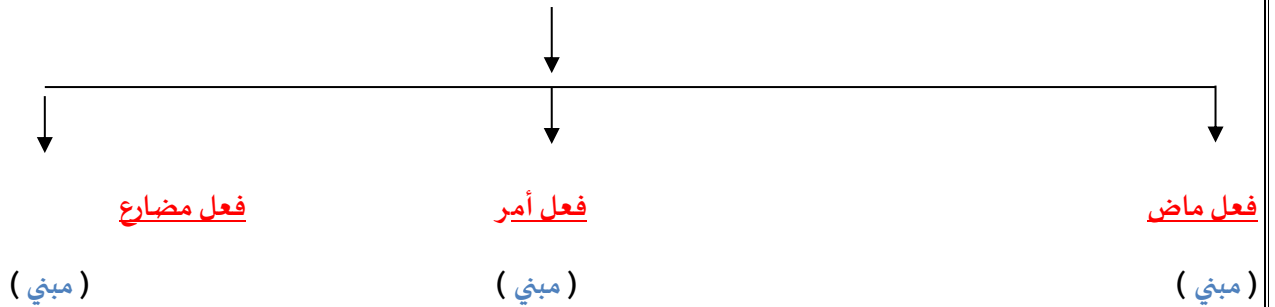 فعل ماض فعل أمر فعل مضارع
( مبني ) ( مبني ) ( مبني )